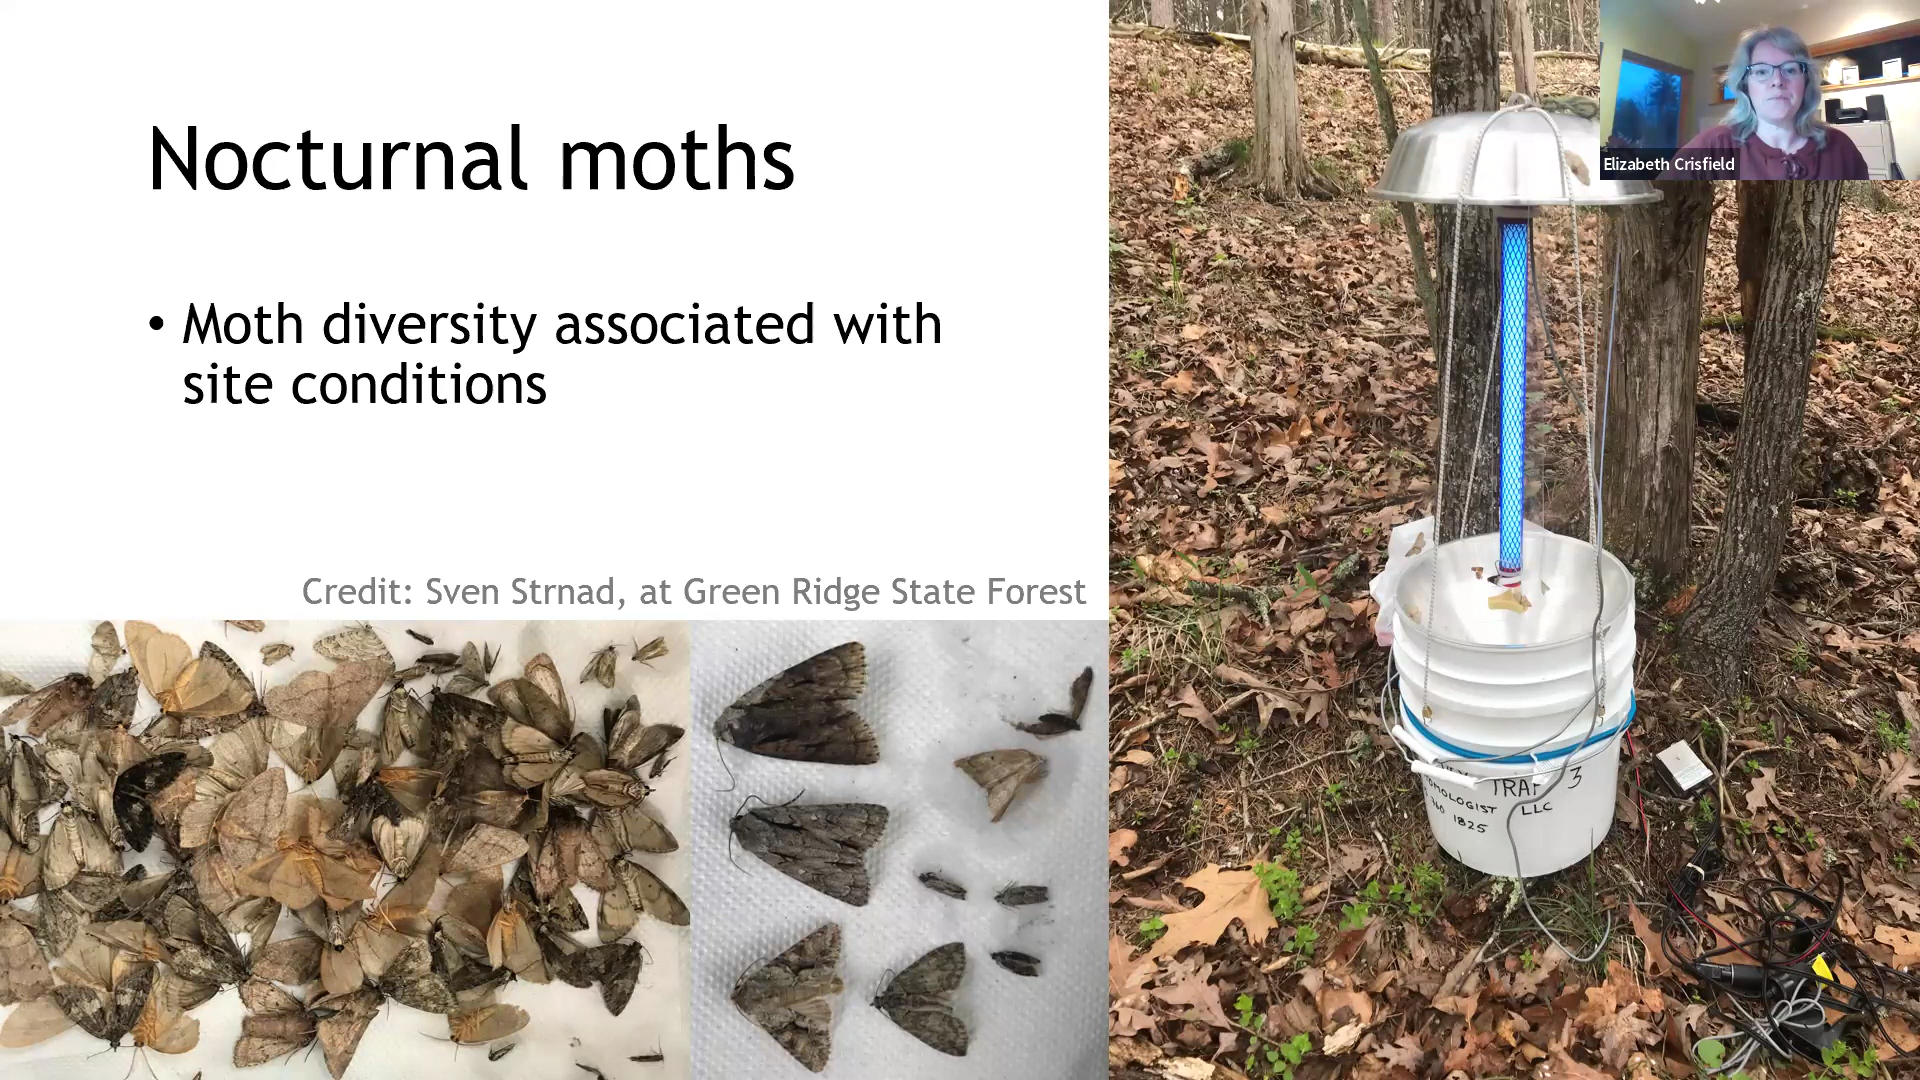 Nocturnal moths
• Moth diversity associated with
site conditions
Credit: Sven Strnad, at Green Ridge State Forest
Elizabeth Crisfield
TRAP 3
LLC
1825